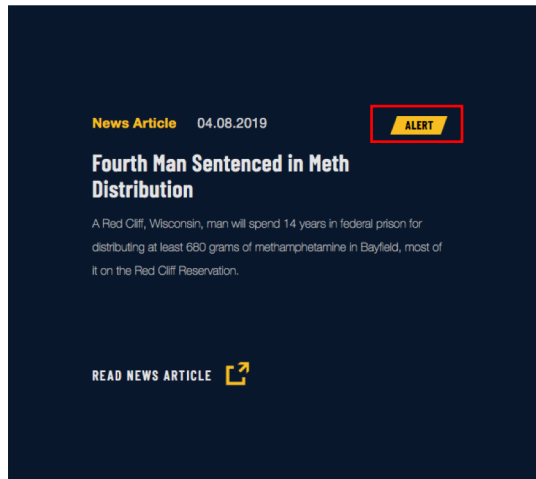 News Article 04.08.2019 ALERT
Fourth Man Sentenced in Meth
Distribution
A Red Cliff, Wisconsin, man will spend 14 years in federal prison for
distributing at least 680 grams of methamphetamine in Bayfield, most of
it on the Red Cliff Reservation.
READ NEWS ARTICLE